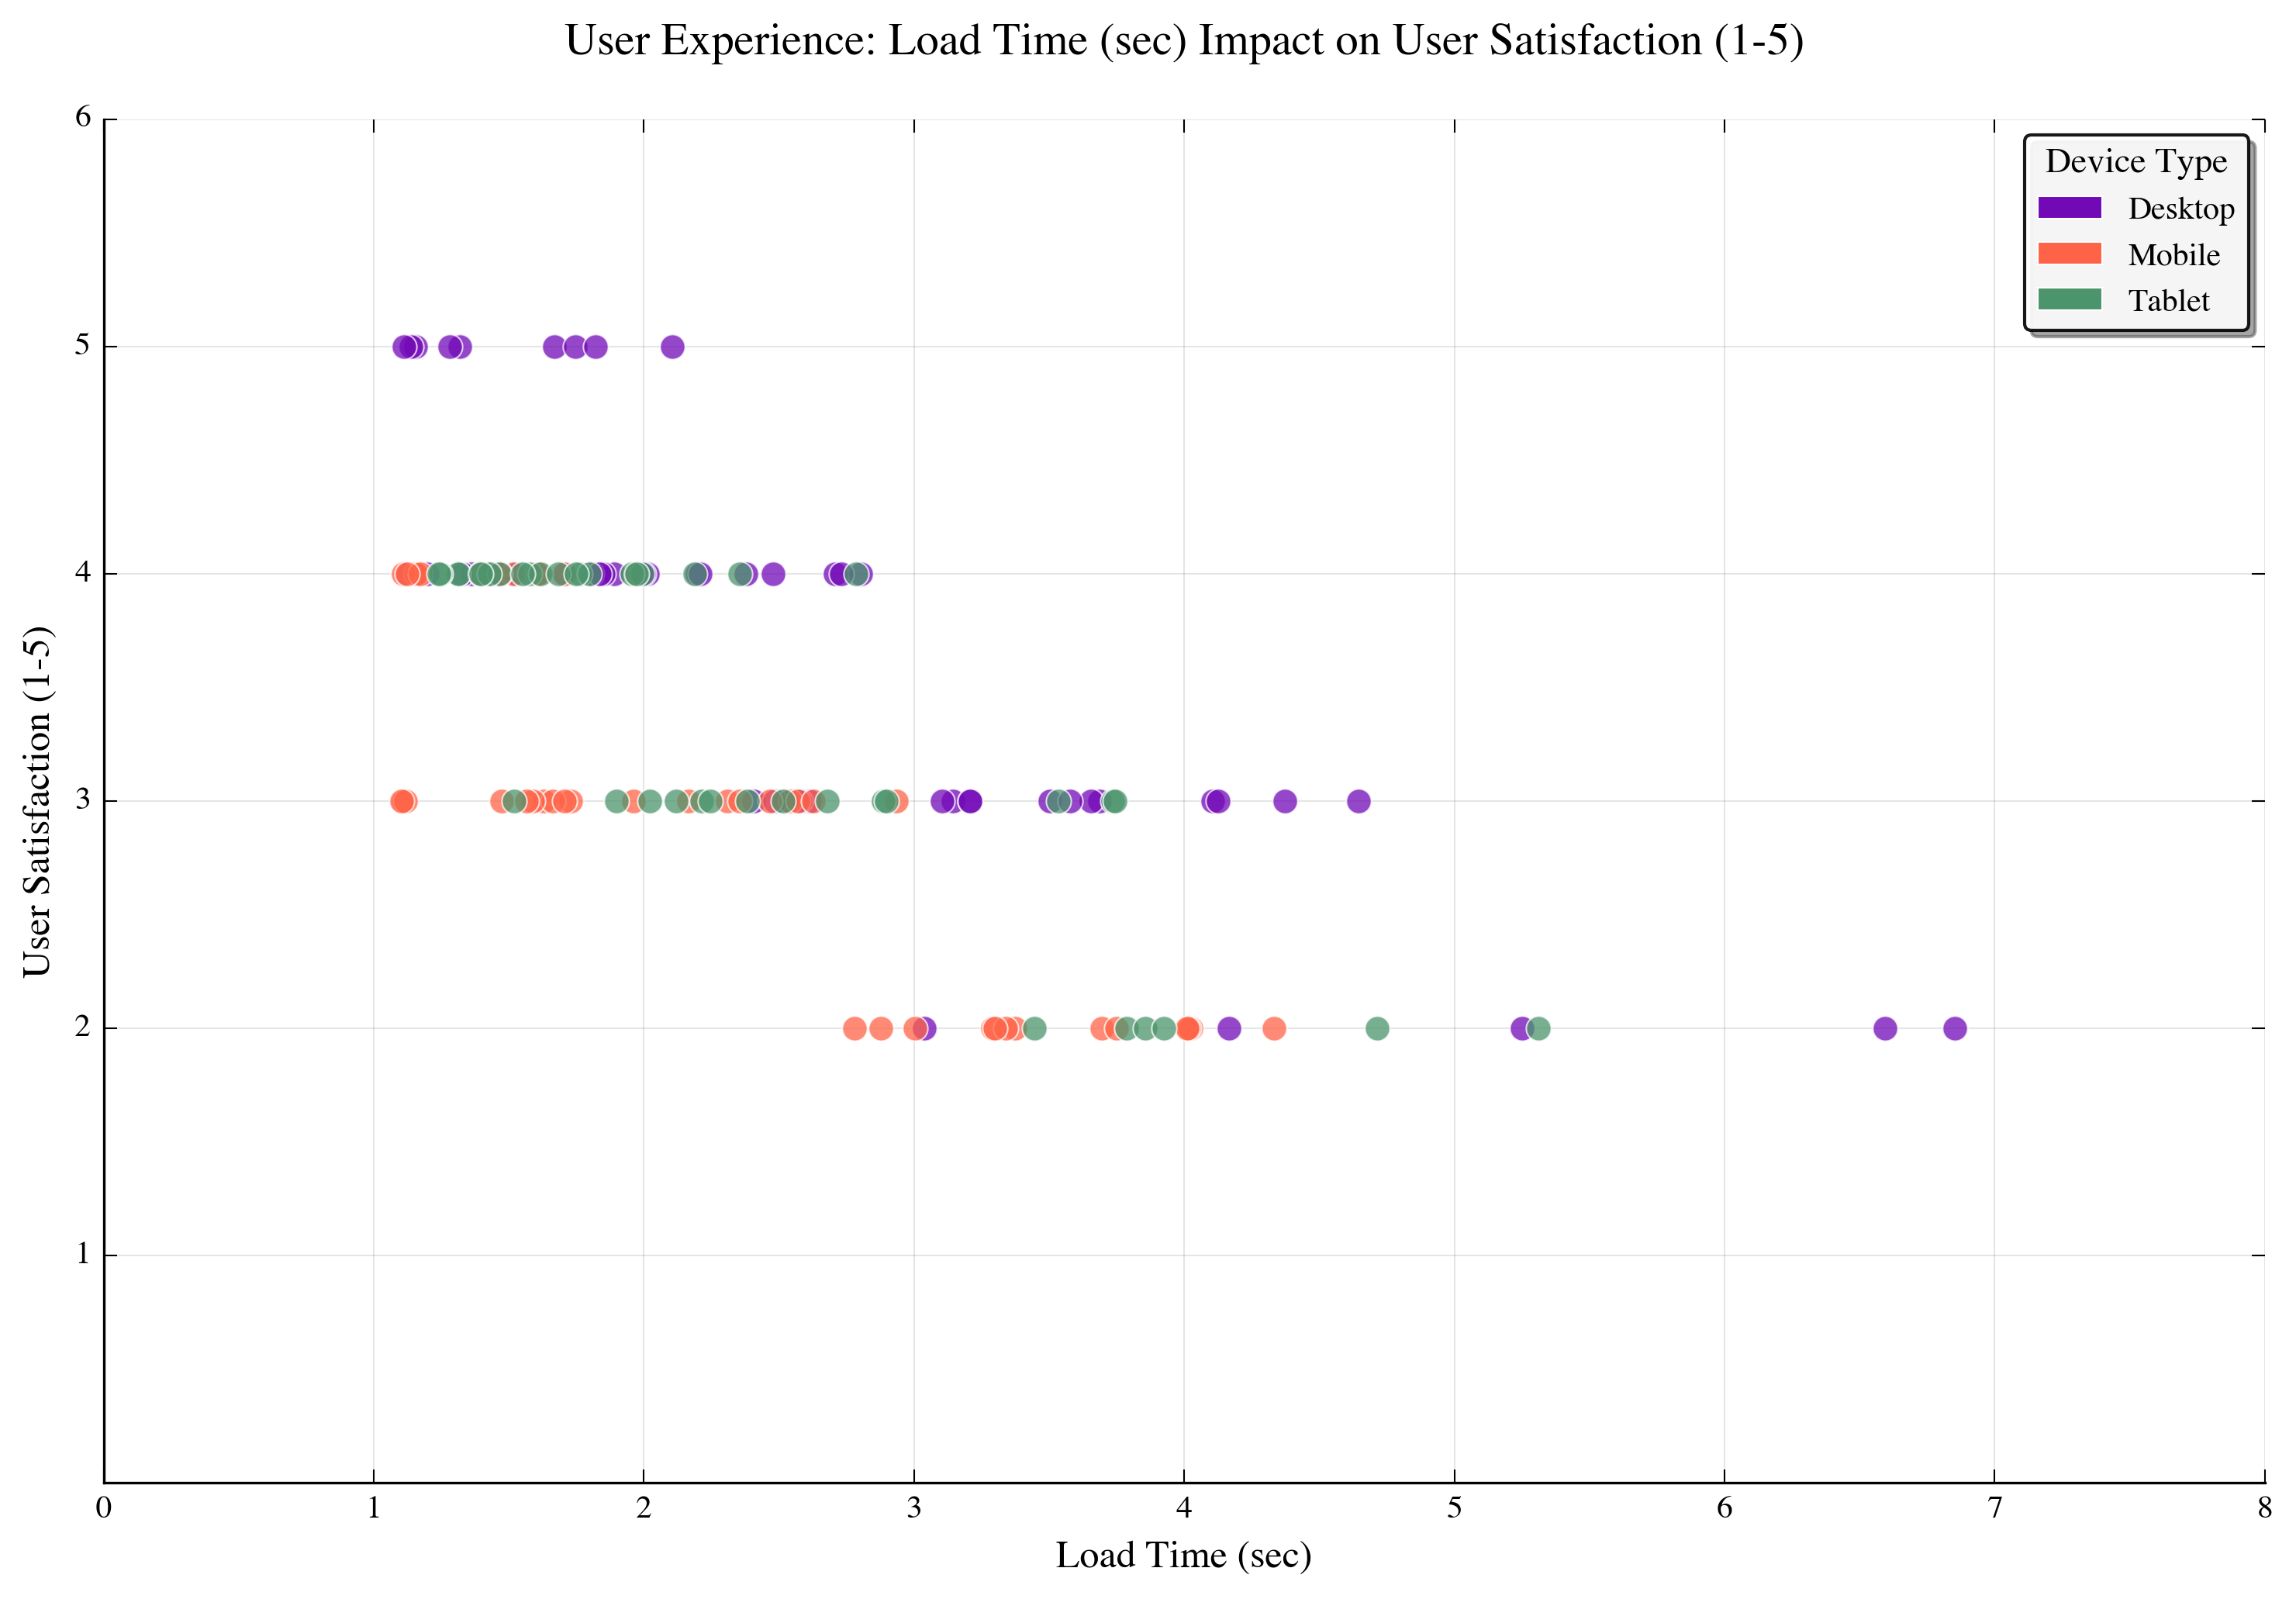 User Experience: Load Time (sec) Impact on User Satisfaction (1-5)
6
5
4
3
2
1
User Satisfaction (1-5)
Device Type
Desktop
Mobile
Tablet
0 1 2 3 4 5 6 7 8
Load Time (sec)